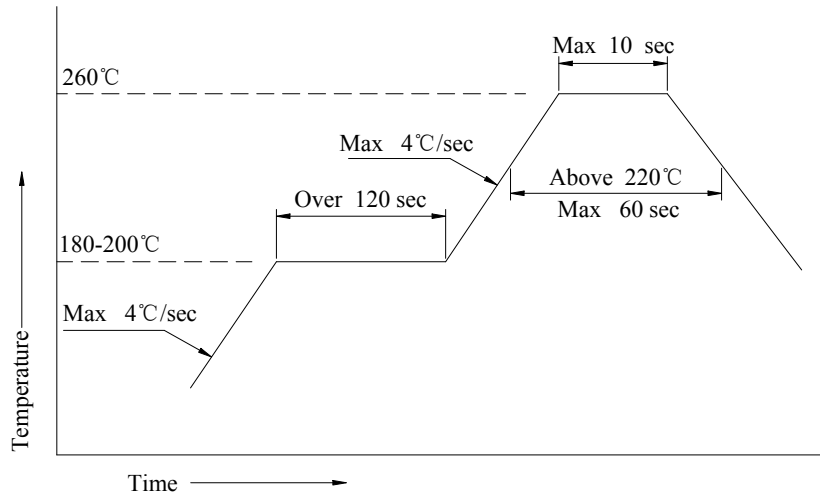 Max 10 sec
260℃
Max 4℃/sec
Above 220℃
Max 60 sec
Over 120 sec
180-200℃
Max 4℃/sec
Temperature
Time